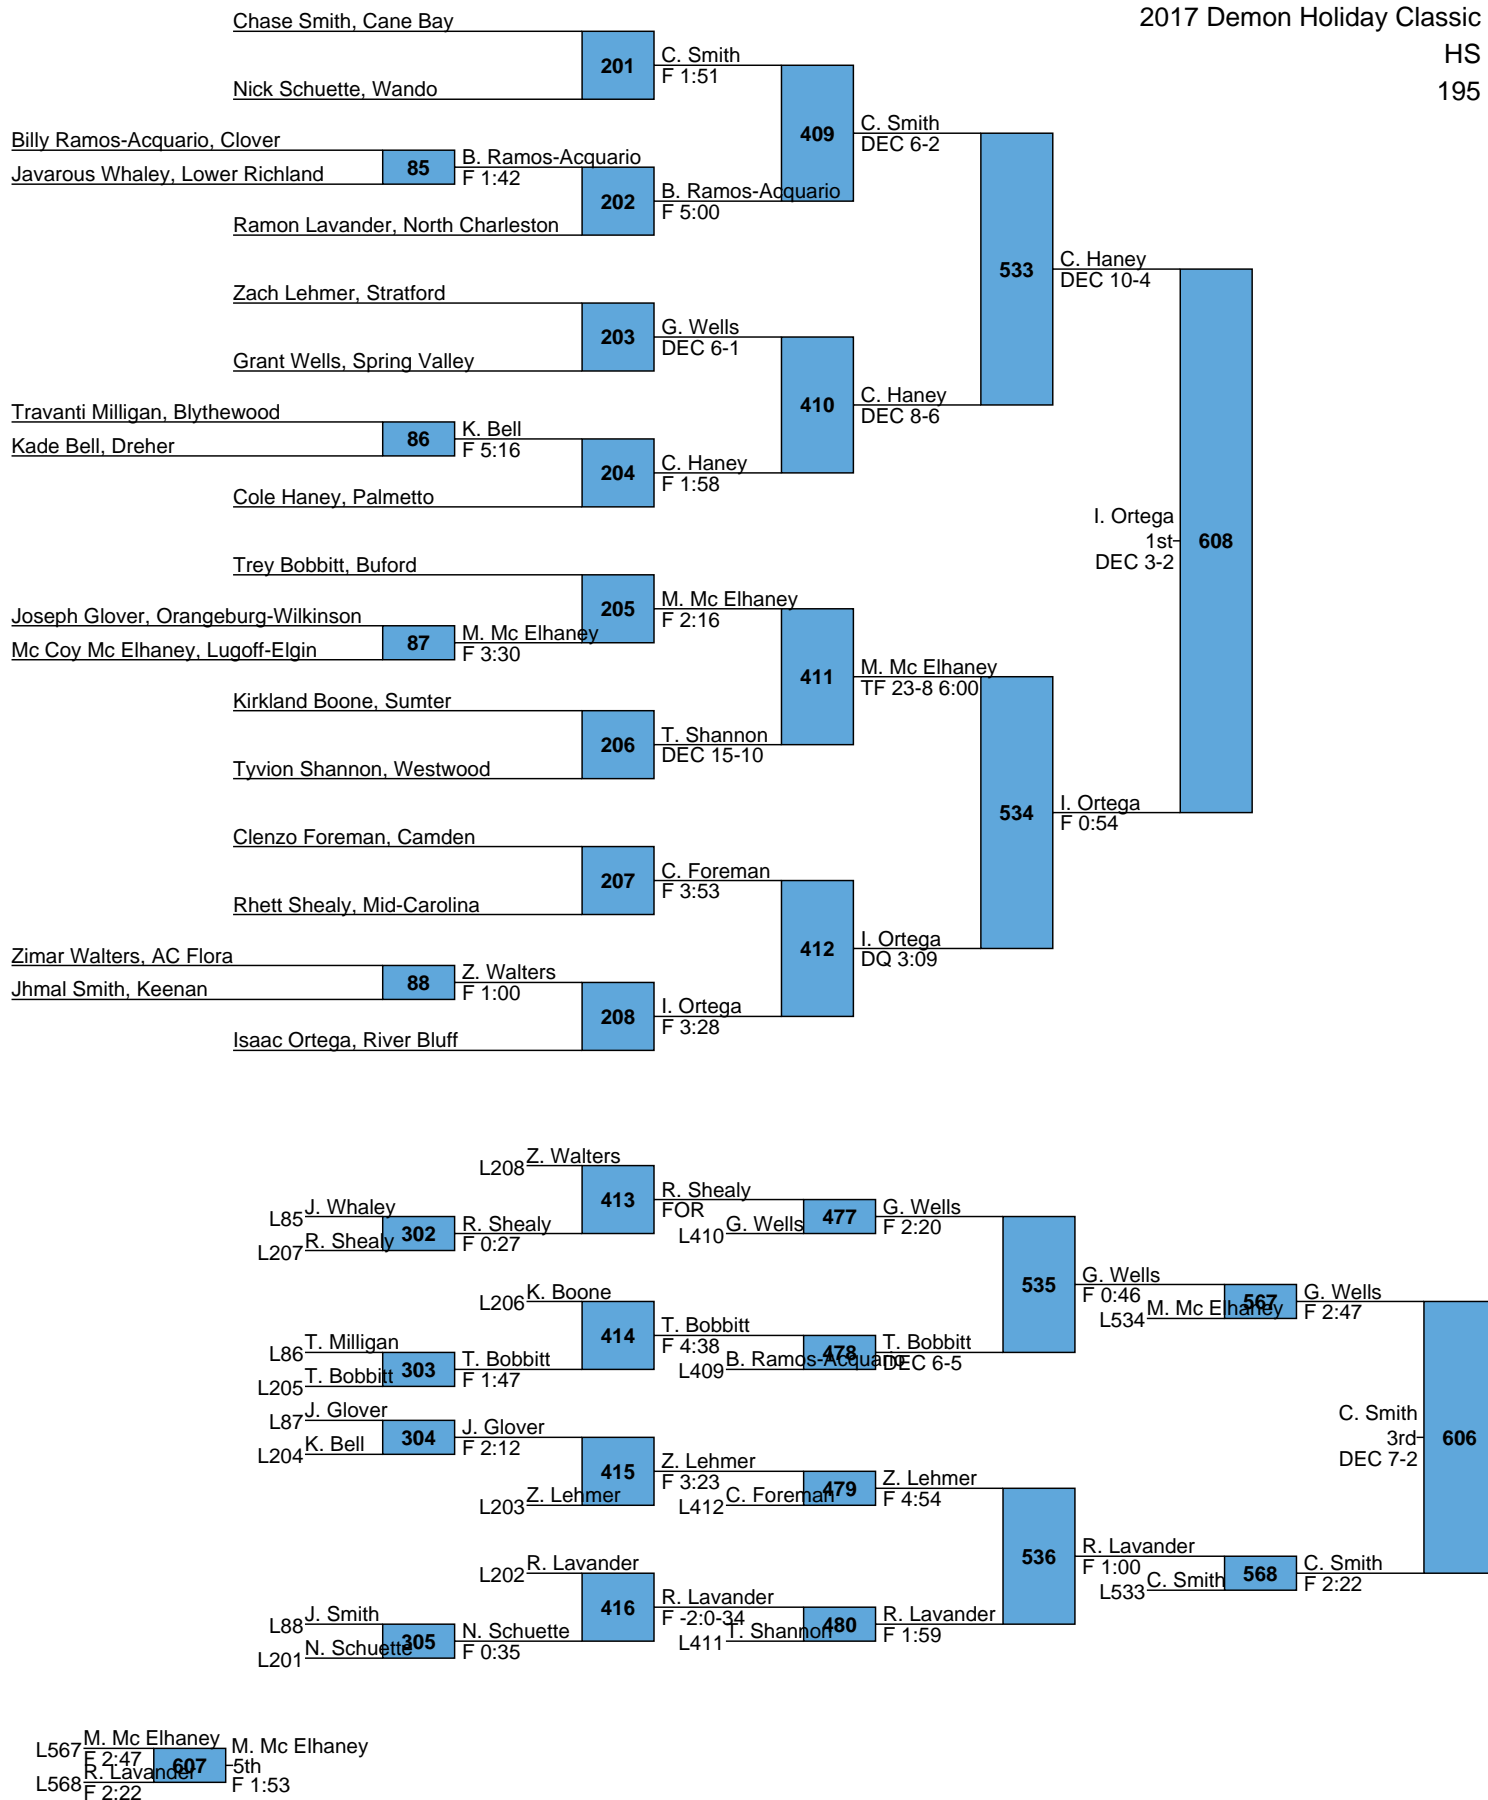 2017 Demon Holiday Classic
HS
195
Chase Smith, Cane Bay
201
C. Smith
F 1:51
Nick Schuette, Wando
409
C. Smith
DEC 6-2
Billy Ramos-Acquario, Clover
85
B. Ramos-Acquario
F 1:42
Javarous Whaley, Lower Richland
202
B. Ramos-Acquario
F 5:00
Ramon Lavander, North Charleston
533
C. Haney
DEC 10-4
Zach Lehmer, Stratford
203
G. Wells
DEC 6-1
Grant Wells, Spring Valley
410
C. Haney
DEC 8-6
Travanti Milligan, Blythewood
86
K. Bell
F 5:16
Kade Bell, Dreher
204
C. Haney
F 1:58
Cole Haney, Palmetto
I. Ortega
1st
DEC 3-2
608
Trey Bobbitt, Buford
205
M. Mc Elhaney
F 2:16
Joseph Glover, Orangeburg-Wilkinson
87
M. Mc Elhaney
F 3:30
Mc Coy Mc Elhaney, Lugoff-Elgin
411
M. Mc Elhaney
TF 23-8 6:00
Kirkland Boone, Sumter
206
T. Shannon
DEC 15-10
Tyvion Shannon, Westwood
534
I. Ortega
F 0:54
Clenzo Foreman, Camden
207
C. Foreman
F 3:53
Rhett Shealy, Mid-Carolina
412
I. Ortega
DQ 3:09
Zimar Walters, AC Flora
88
Z. Walters
F 1:00
Jhmal Smith, Keenan
208
I. Ortega
F 3:28
Isaac Ortega, River Bluff
L208 Z. Walters
413
R. Shealy
FOR
L85 J. Whaley
302
R. Shealy
F 0:27
L207 R. Shealy
L410 G. Wells
477
G. Wells
F 2:20
535
G. Wells
F 0:46
L206 K. Boone
414
T. Bobbitt
F 4:38
L86 T. Milligan
303
T. Bobbitt
F 1:47
L205 T. Bobbitt
L409 B. Ramos-Acquario
478
T. Bobbitt
DEC 6-5
L534 M. Mc Elhaney
567
G. Wells
F 2:47
L87 J. Glover
304
J. Glover
F 2:12
L204 K. Bell
415
Z. Lehmer
F 3:23
L203 Z. Lehmer
L412 C. Foreman
479
Z. Lehmer
F 4:54
C. Smith
3rd
DEC 7-2
606
536
R. Lavander
F 1:00
L533 C. Smith
568
C. Smith
F 2:22
L202 R. Lavander
416
R. Lavander
F -2:0-34
L88 J. Smith
305
N. Schuette
F 0:35
L201 N. Schuette
L411 T. Shannon
480
R. Lavander
F 1:59
L567 M. Mc Elhaney
F 2:47
607
M. Mc Elhaney
5th
F 1:53
L568 R. Lavander
F 2:22